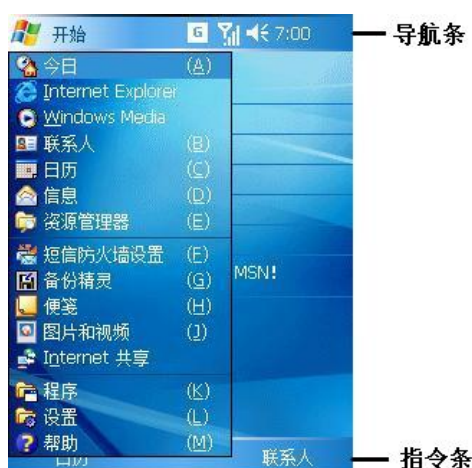 开始 G 7:00 导航条
今日 (A)
Internet Explorer
Windows Media
联系人 (B)
日历 (C)
信息 (D)
资源管理器 (E)
短信防火墙设置 (F)
备份精灵 (G)
MSN!
便笺 (H)
图片和视频 (J)
Internet 共享
程序 (K)
设置 (L)
帮助 (M)
日历 联系人 指令条